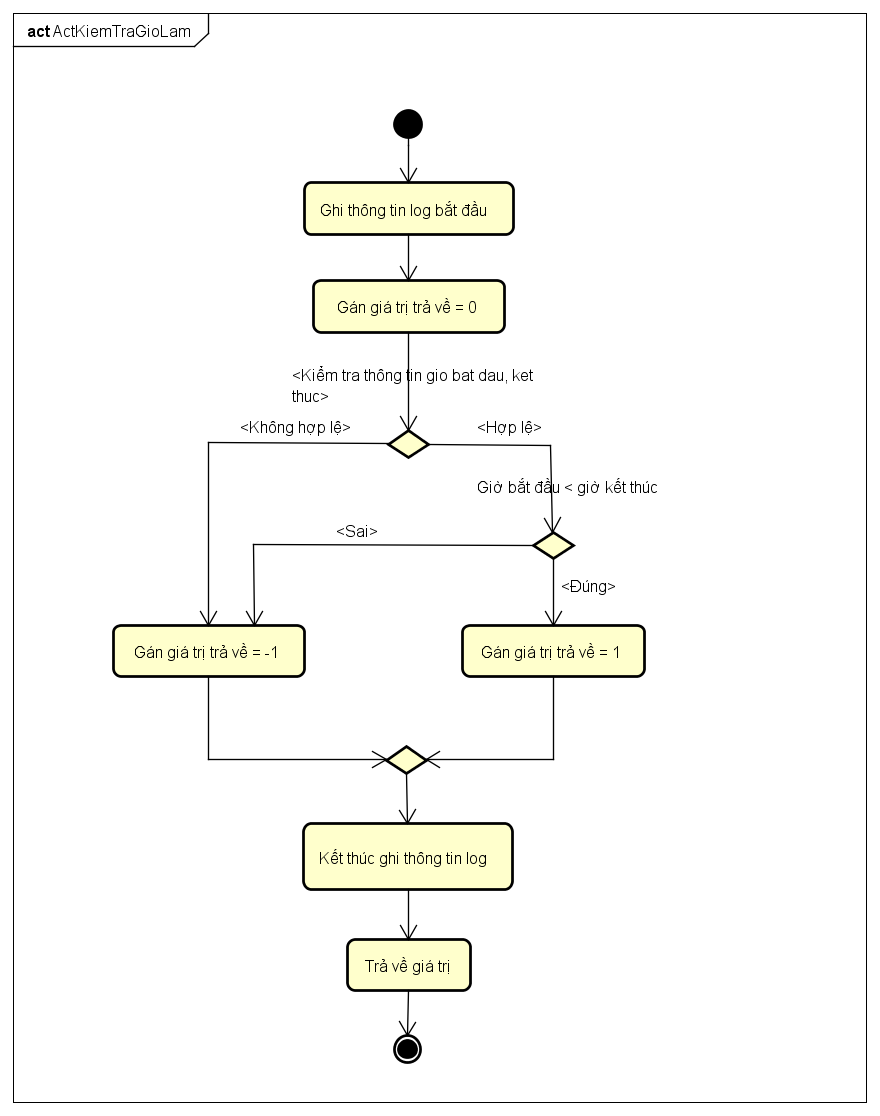 act ActKiemTraGioLam
Ghi thông tin log bắt đầu
Gán giá trị trả về = 0
<Kiểm tra thông tin gio bat dau, ket
thuc>
<Không hợp lệ>
<Hợp lệ>
Giờ bắt đầu < giờ kết thúc
<Sai>
<Đúng>
Gán giá trị trả về = -1
Gán giá trị trả về = 1
Kết thúc ghi thông tin log
Trả về giá trị